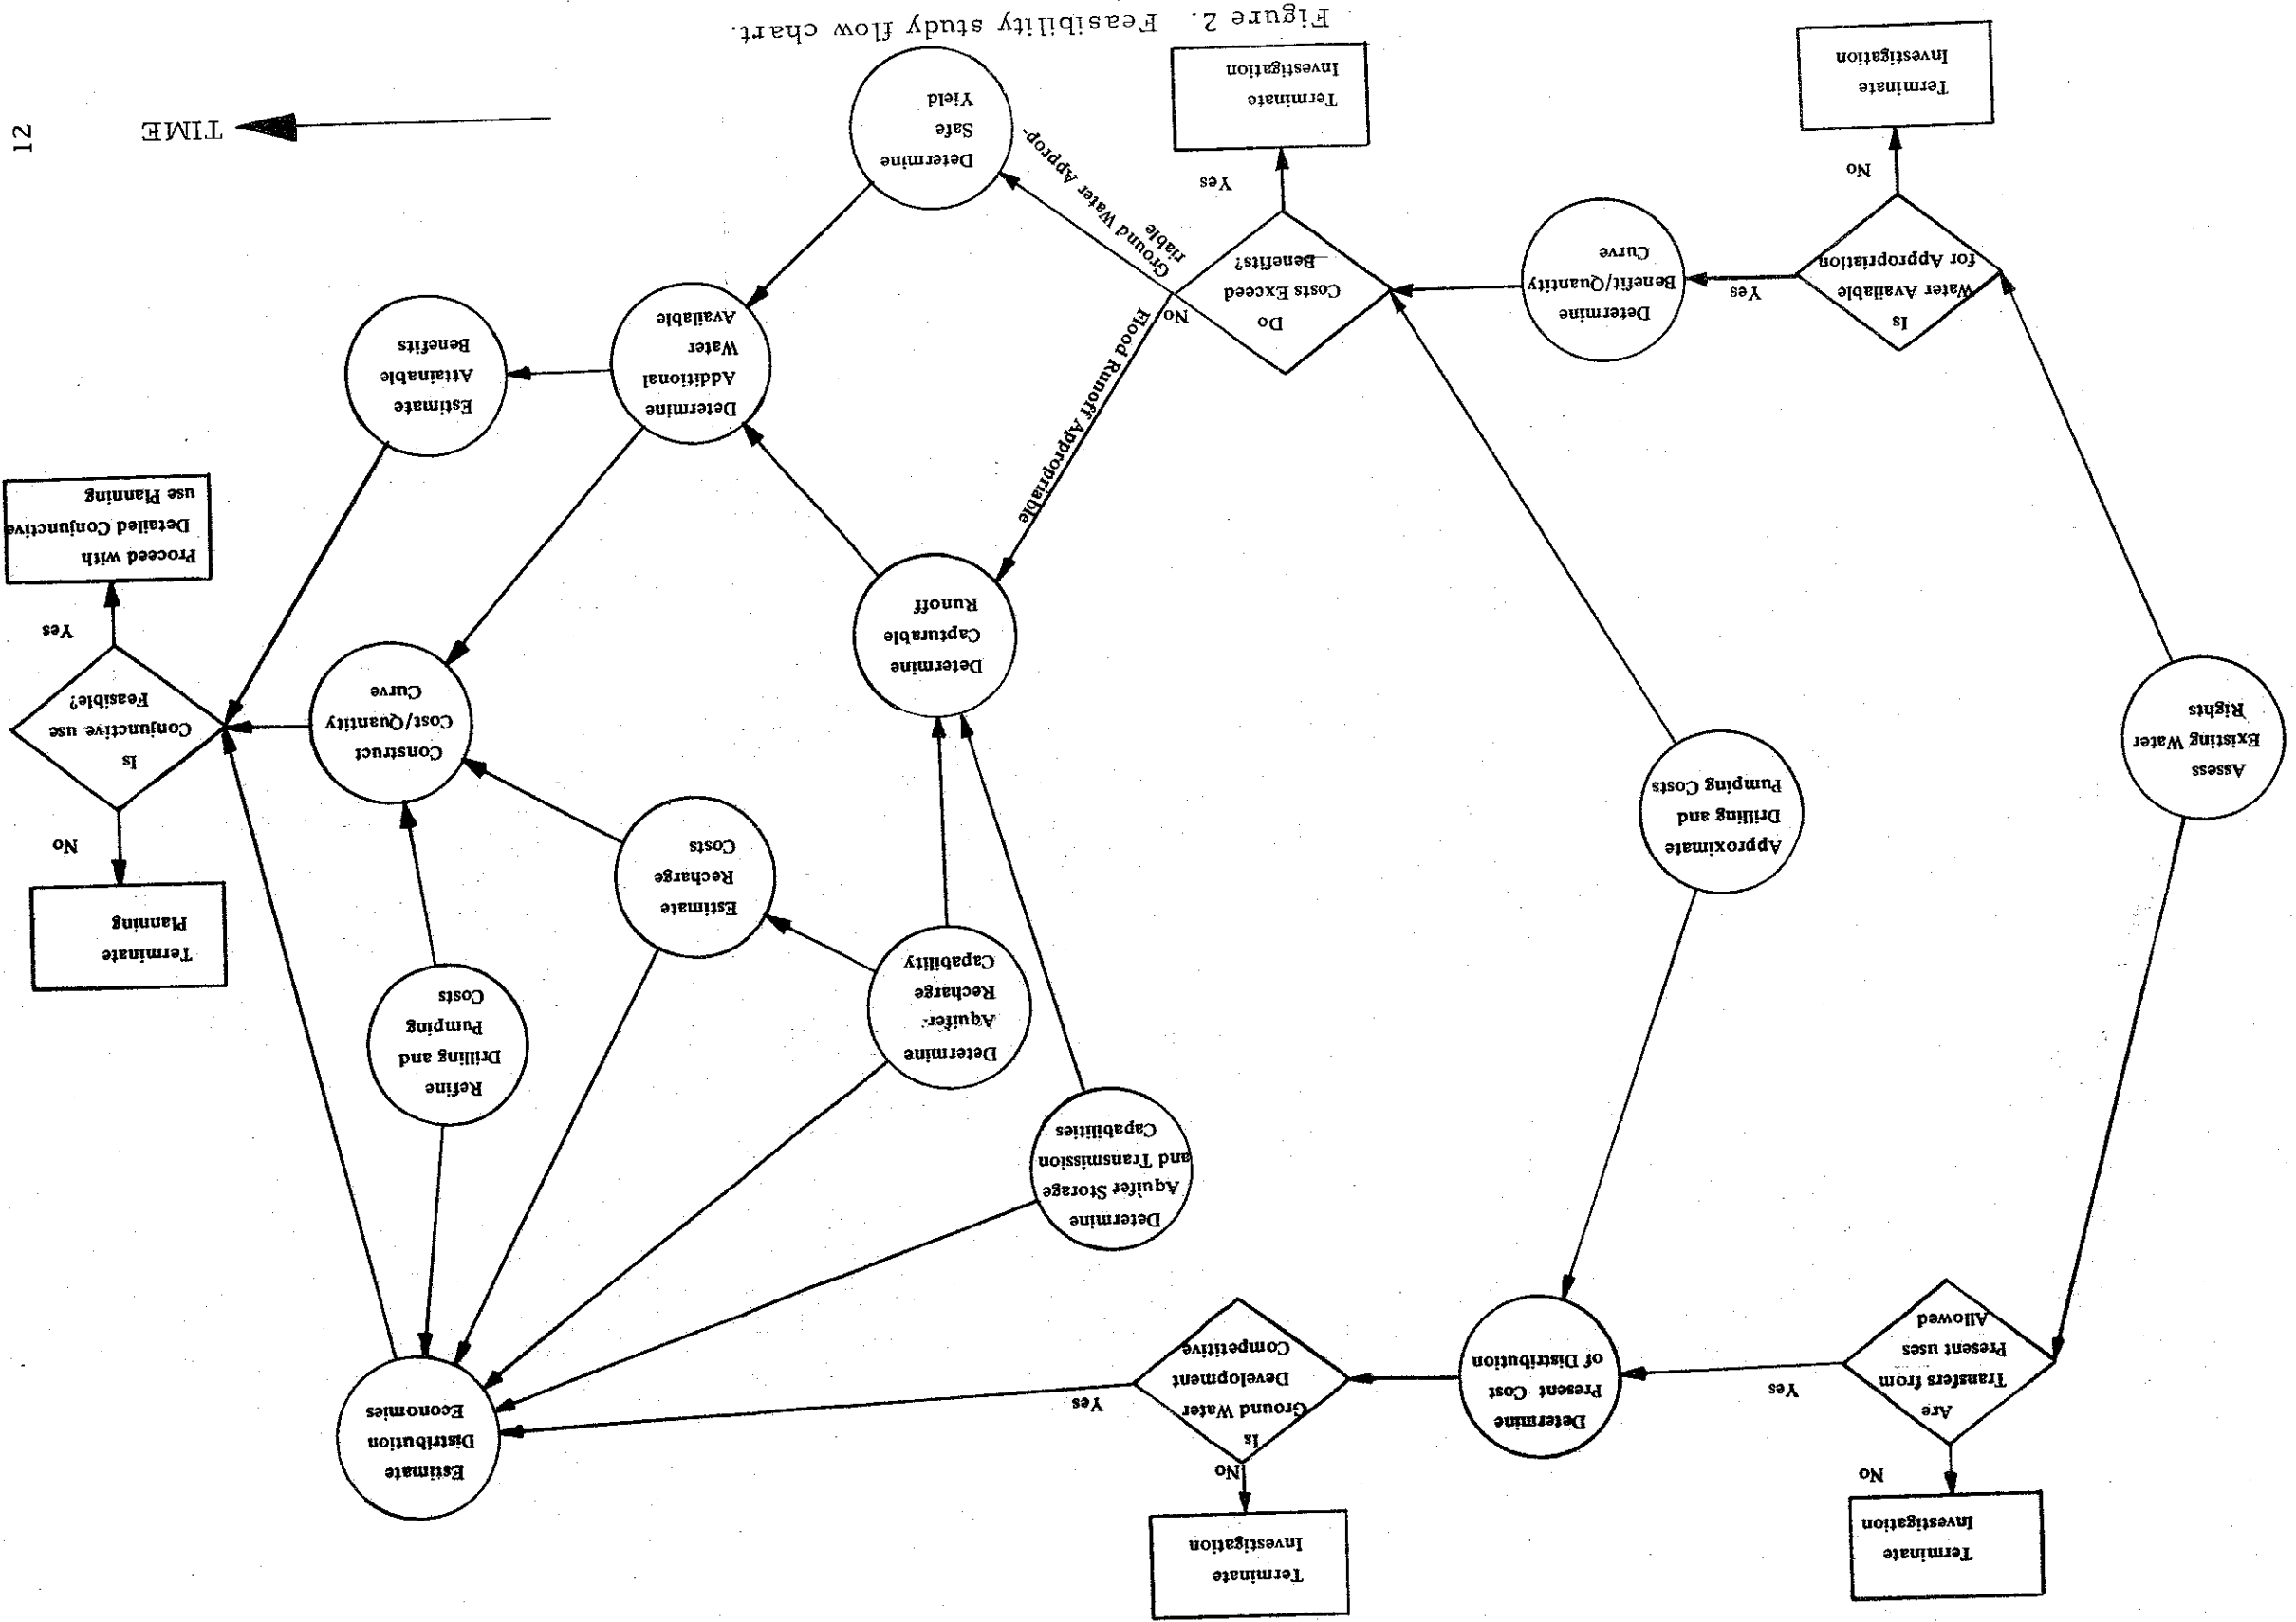 Terminate
Investigation
No
Are
Transfers from
Present uses
Allowed
Yes
Determine
Present Cost
of Distribution
Terminate
Investigation
No
Is
Ground Water
Development
Competitive
Yes
Estimate
Distribution
Economies
Assess
Existing Water
Rights
Approximate
Drilling and
Pumping Costs
Determine
Aquifer Storage
and Transmission
Capabilities
Determine
Aquifer
Recharge
Capability
Estimate
Recharge
Costs
Refine
Drilling and
Pumping
Costs
Terminate
Planning
No
Is
Conjunctive use
Feasible?
Yes
Proceed with
Detailed Conjunctive
use Planning
Construct
Cost/Quantity
Curve
Determine
Capturable
Runoff
Is
Water Available
for Appropriation
Yes
No
Terminate
Investigation
Determine
Benefit/Quantity
Curve
Do
Costs Exceed
Benefits?
No
Yes
Terminate
Investigation
Flood Runoff Appropriable
Ground Water Approp-
riable
Determine
Safe
Yield
Determine
Additional
Water
Available
Estimate
Attainable
Benefits
TIME
Figure 2. Feasibility study flow chart.
12